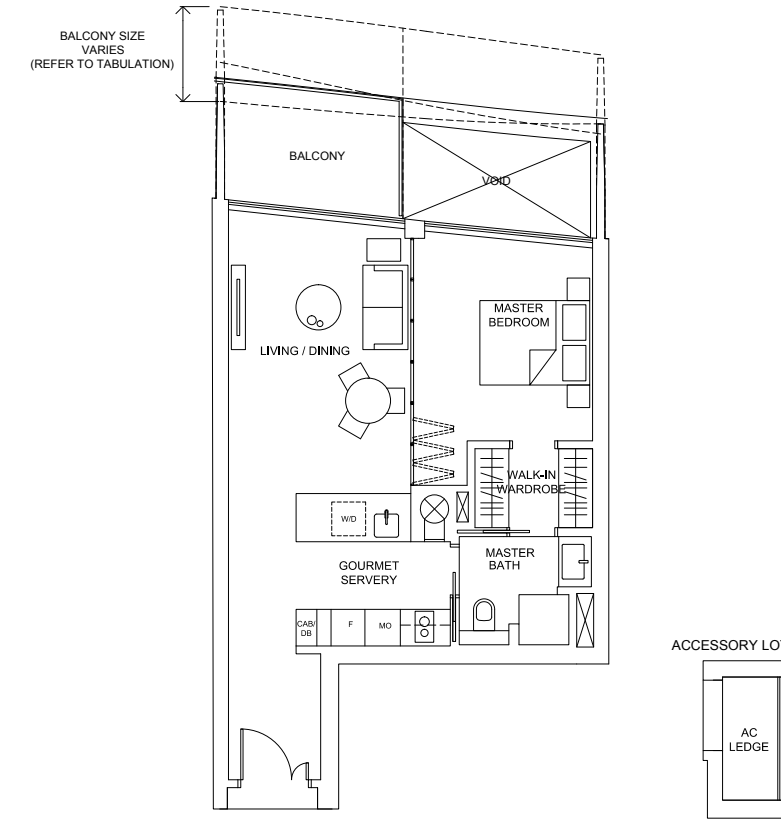 BALCONY SIZE
VARIES
(REFER TO TABULATION)
BALCONY
VOID
MASTER
BEDROOM
LIVING / DINING
WALK-IN
WARDROBE
W/D
MASTER
BATH
GOURMET
SERVERY
CAB/
DB
F
MO
ACCESSORY LO
AC
LEDGE